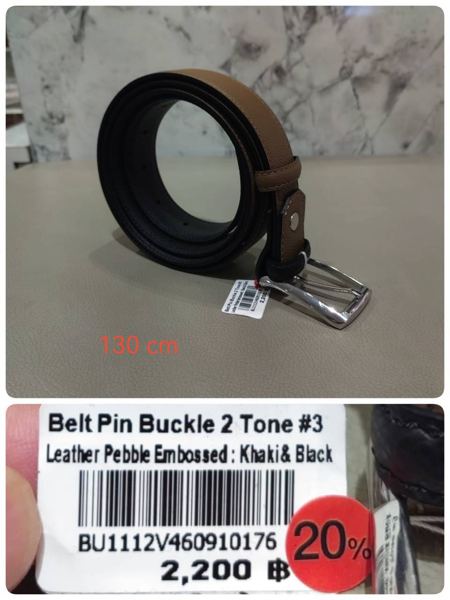 130 cm
Belt Pin Buckle 2 Tone #3
Leather Pebble Embossed : Khaki & Black
BU1112V460910176
2,200 ฿
20%